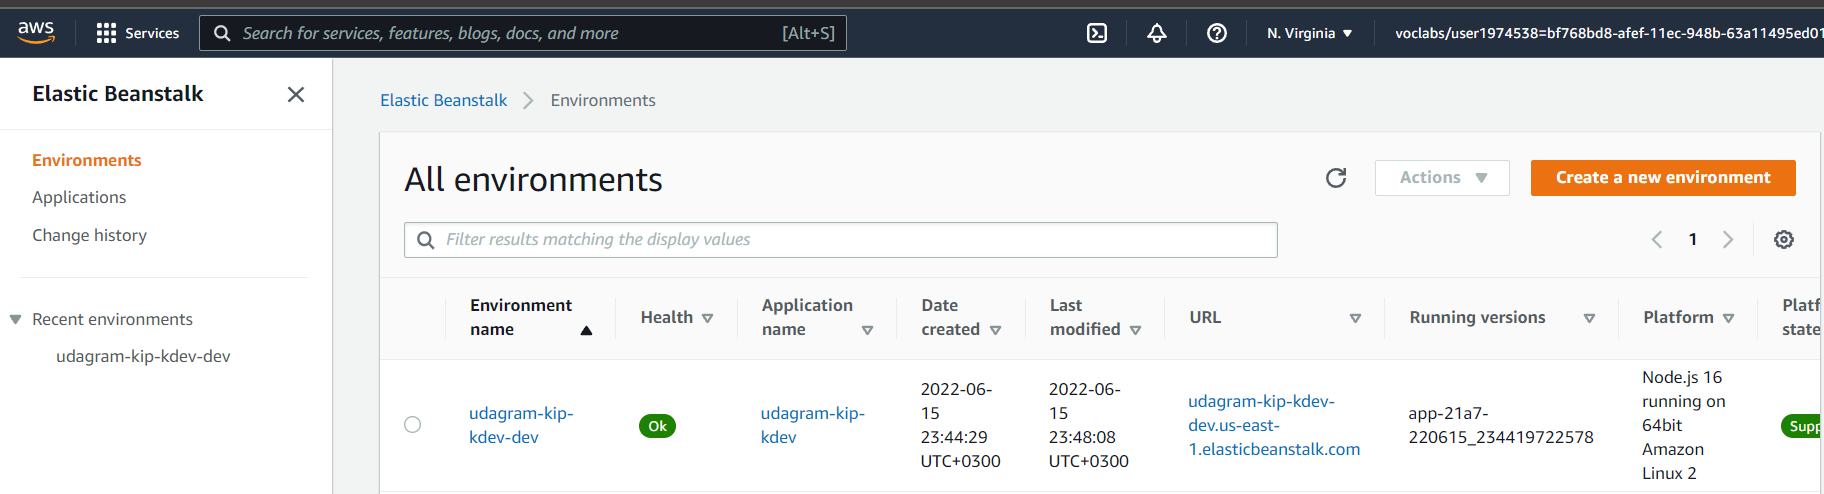 aws
Services
Search for services, features, blogs, docs, and more
[Alt+S]
N. Virginia
voclabs/user1974538=bf768bd8-afef-11ec-948b-63a11495ed01
Elastic Beanstalk
Environments
Applications
Change history
Recent environments
udagram-kip-kdev-dev
Elastic Beanstalk
Environments
All environments
Actions
Create a new environment
Filter results matching the display values
1
Environment
name
Health
Application
name
Date
created
Last
modified
URL
Running versions
Platform
Platf
state
udagram-kip-
kdev-dev
Ok
udagram-kip-
kdev
2022-06-
15
23:44:29
UTC+0300
2022-06-
15
23:48:08
UTC+0300
udagram-kip-kdev-
dev.us-east-
1.elasticbeanstalk.com
app-21a7-
220615_234419722578
Node.js 16
running on
64bit
Amazon
Linux 2
Supp